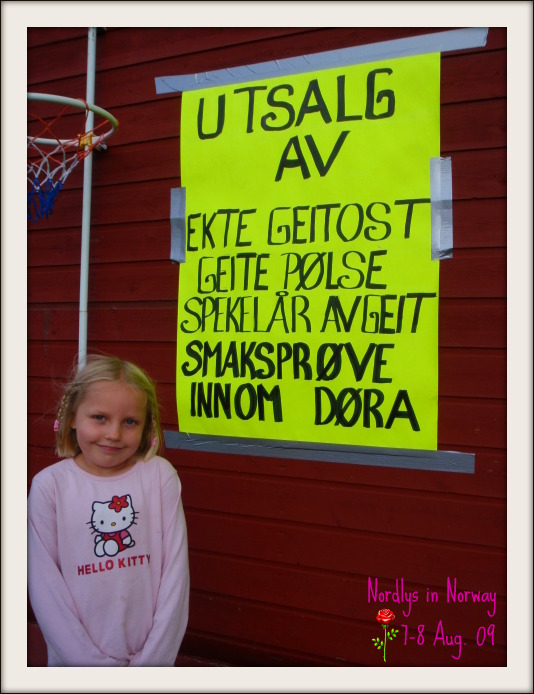 UTSALG
AV
EKTE GEITOST
GEITE PØLSE
SPEKELÅR AV GEIT
SMAKSPRØVE
INNOM DØRA
HELLO KITTY
Nordlys in Norway
7-8 Aug. 09